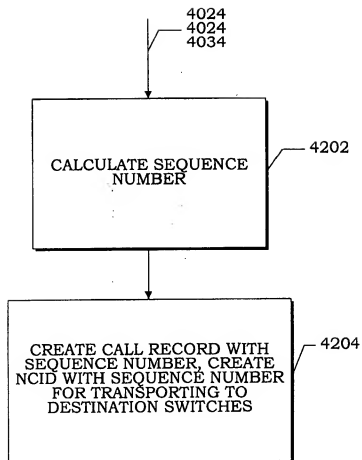 4024
4024
4034
CALCULATE SEQUENCE
NUMBER
4202
CREATE CALL RECORD WITH
SEQUENCE NUMBER, CREATE
NCID WITH SEQUENCE NUMBER
FOR TRANSPORTING TO
DESTINATION SWITCHES
4204